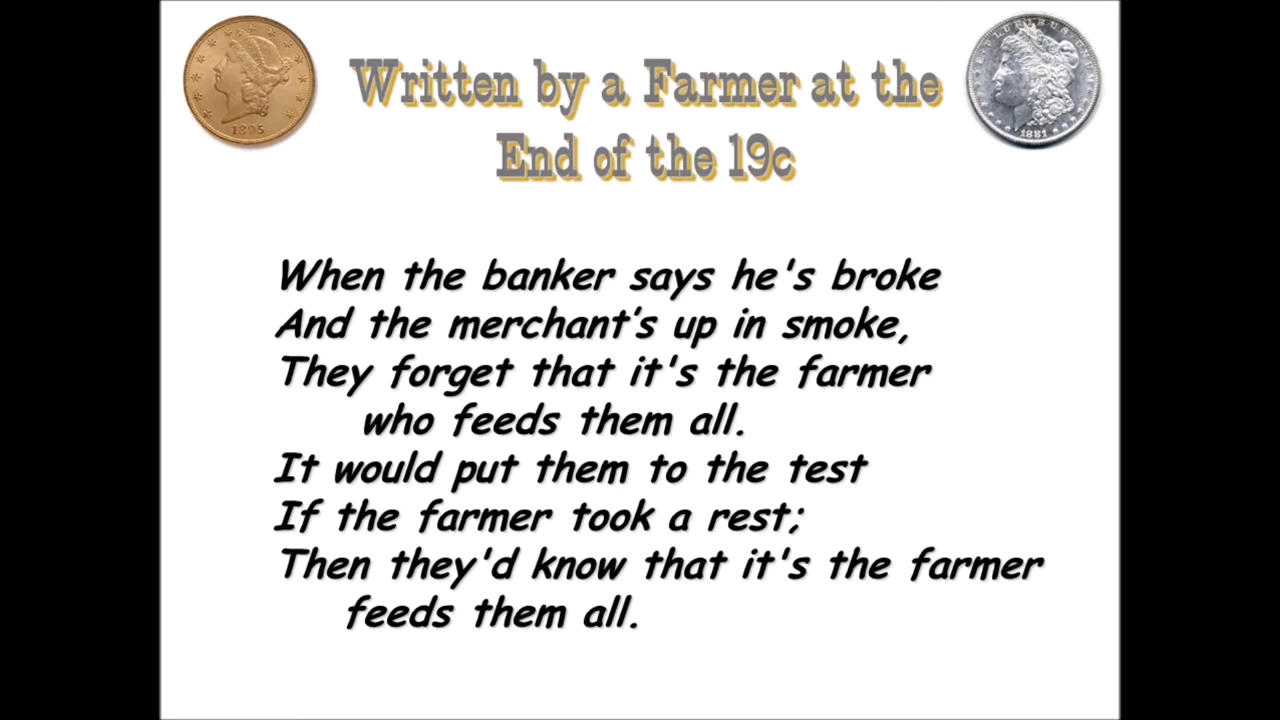 Written by a Farmer at the
End of the 19c
When the banker says he's broke
And the merchant’s up in smoke,
They forget that it's the farmer
who feeds them all.
It would put them to the test
If the farmer took a rest;
Then they'd know that it's the farmer
feeds them all.
1895
PLURIBUS
1881